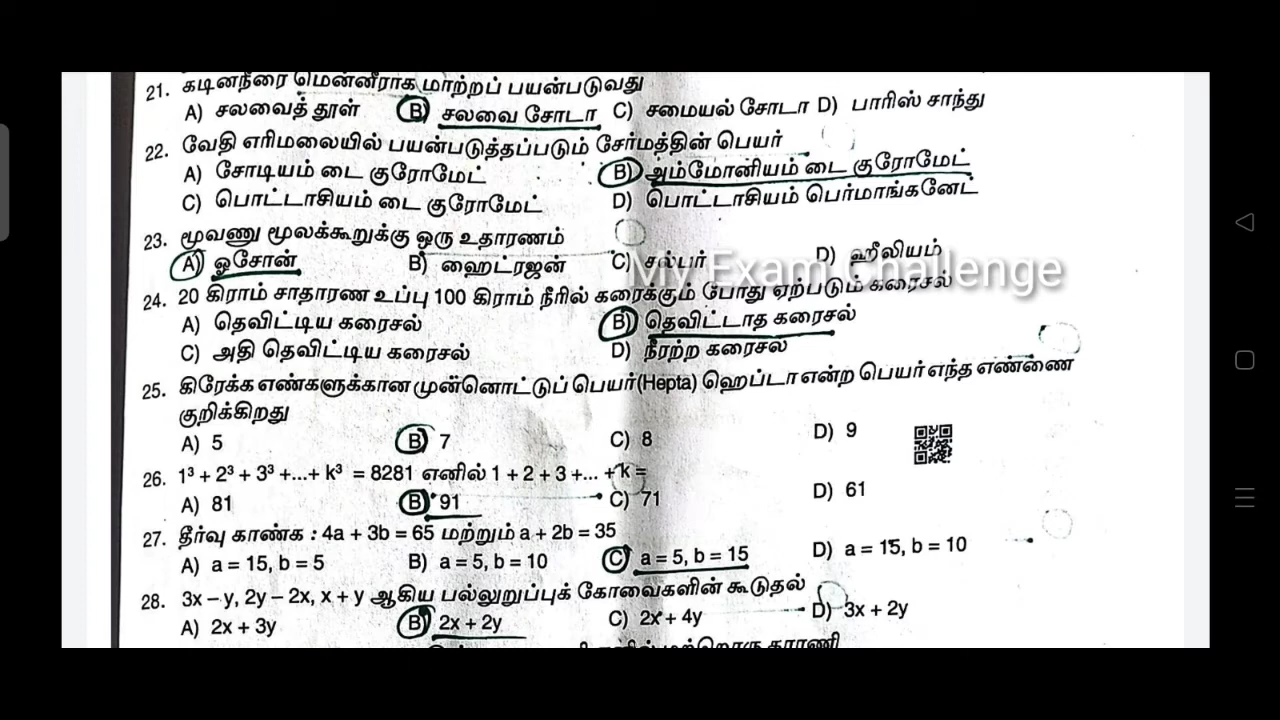 21. கடினநீரை மென்னீராக மாற்றப் பயன்படுவது
A) சலவைத் தூள் B) சலவை சோடா C) சமையல் சோடா D) பாரிஸ் சாந்து
22. வேதி எரிமலையில் பயன்படுத்தப்படும் சேர்மத்தின் பெயர்
A) சோடியம் டை குரோமேட் B) அம்மோனியம் டை குரோமேட்
C) பொட்டாசியம் டை குரோமேட் D) பொட்டாசியம் பெர்மாங்கனேட்
23. மூவணு மூலக்கூறுக்கு ஒரு உதாரணம்
A) ஓசோன் B) ஹைட்ரஜன் C) சல்பர் D) ஹீலியம்
My Exam Challenge
24. 20 கிராம் சாதாரண உப்பு 100 கிராம் நீரில் கரைக்கும் போது ஏற்படும் கரைசல்
A) தெவிட்டிய கரைசல் B) தெவிட்டாத கரைசல்
C) அதி தெவிட்டிய கரைசல் D) நீரற்ற கரைசல்
25. கிரேக்க எண்களுக்கான முன்னொட்டுப் பெயர்(Hepta) ஹெப்டா என்ற பெயர் எந்த எண்ணை
குறிக்கிறது
A) 5 B) 7 C) 8 D) 9
26. 1³ + 2³ + 3³ +...+ k³ = 8281 எனில் 1 + 2 + 3 +... + k =
A) 81 B) 91 C) 71 D) 61
27. தீர்வு காண்க : 4a + 3b = 65 மற்றும் a + 2b = 35
A) a = 15, b = 5 B) a = 5, b = 10 C) a = 5, b = 15 D) a = 15, b = 10
28. 3x – y, 2y – 2x, x + y ஆகிய பல்லுறுப்புக் கோவைகளின் கூடுதல்
A) 2x + 3y B) 2x + 2y C) 2x + 4y D) 3x + 2y